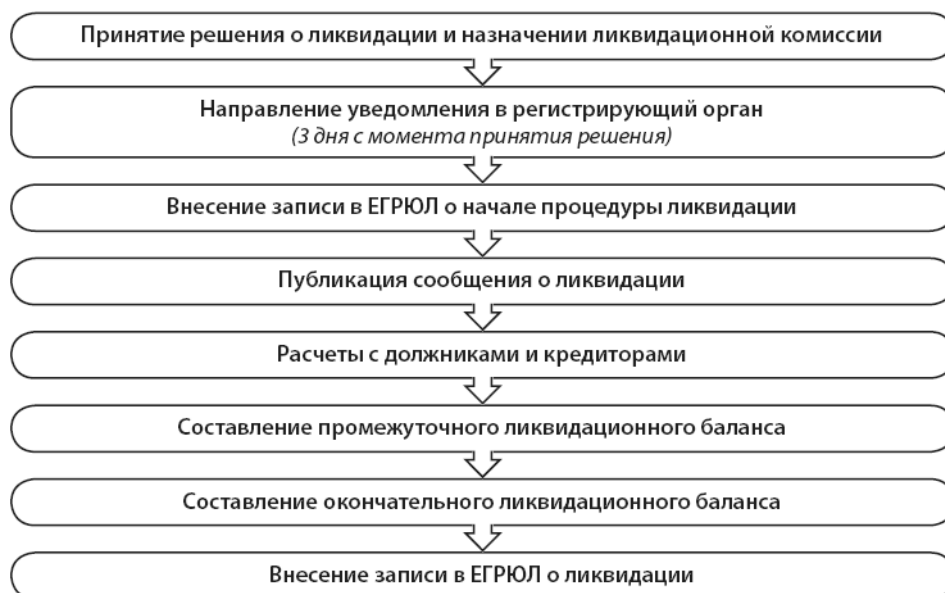 Принятие решения о ликвидации и назначении ликвидационной комиссии
Направление уведомления в регистрирующий орган
(3 дня с момента принятия решения)
Внесение записи в ЕГРЮЛ о начале процедуры ликвидации
Публикация сообщения о ликвидации
Расчеты с должниками и кредиторами
Составление промежуточного ликвидационного баланса
Составление окончательного ликвидационного баланса
Внесение записи в ЕГРЮЛ о ликвидации